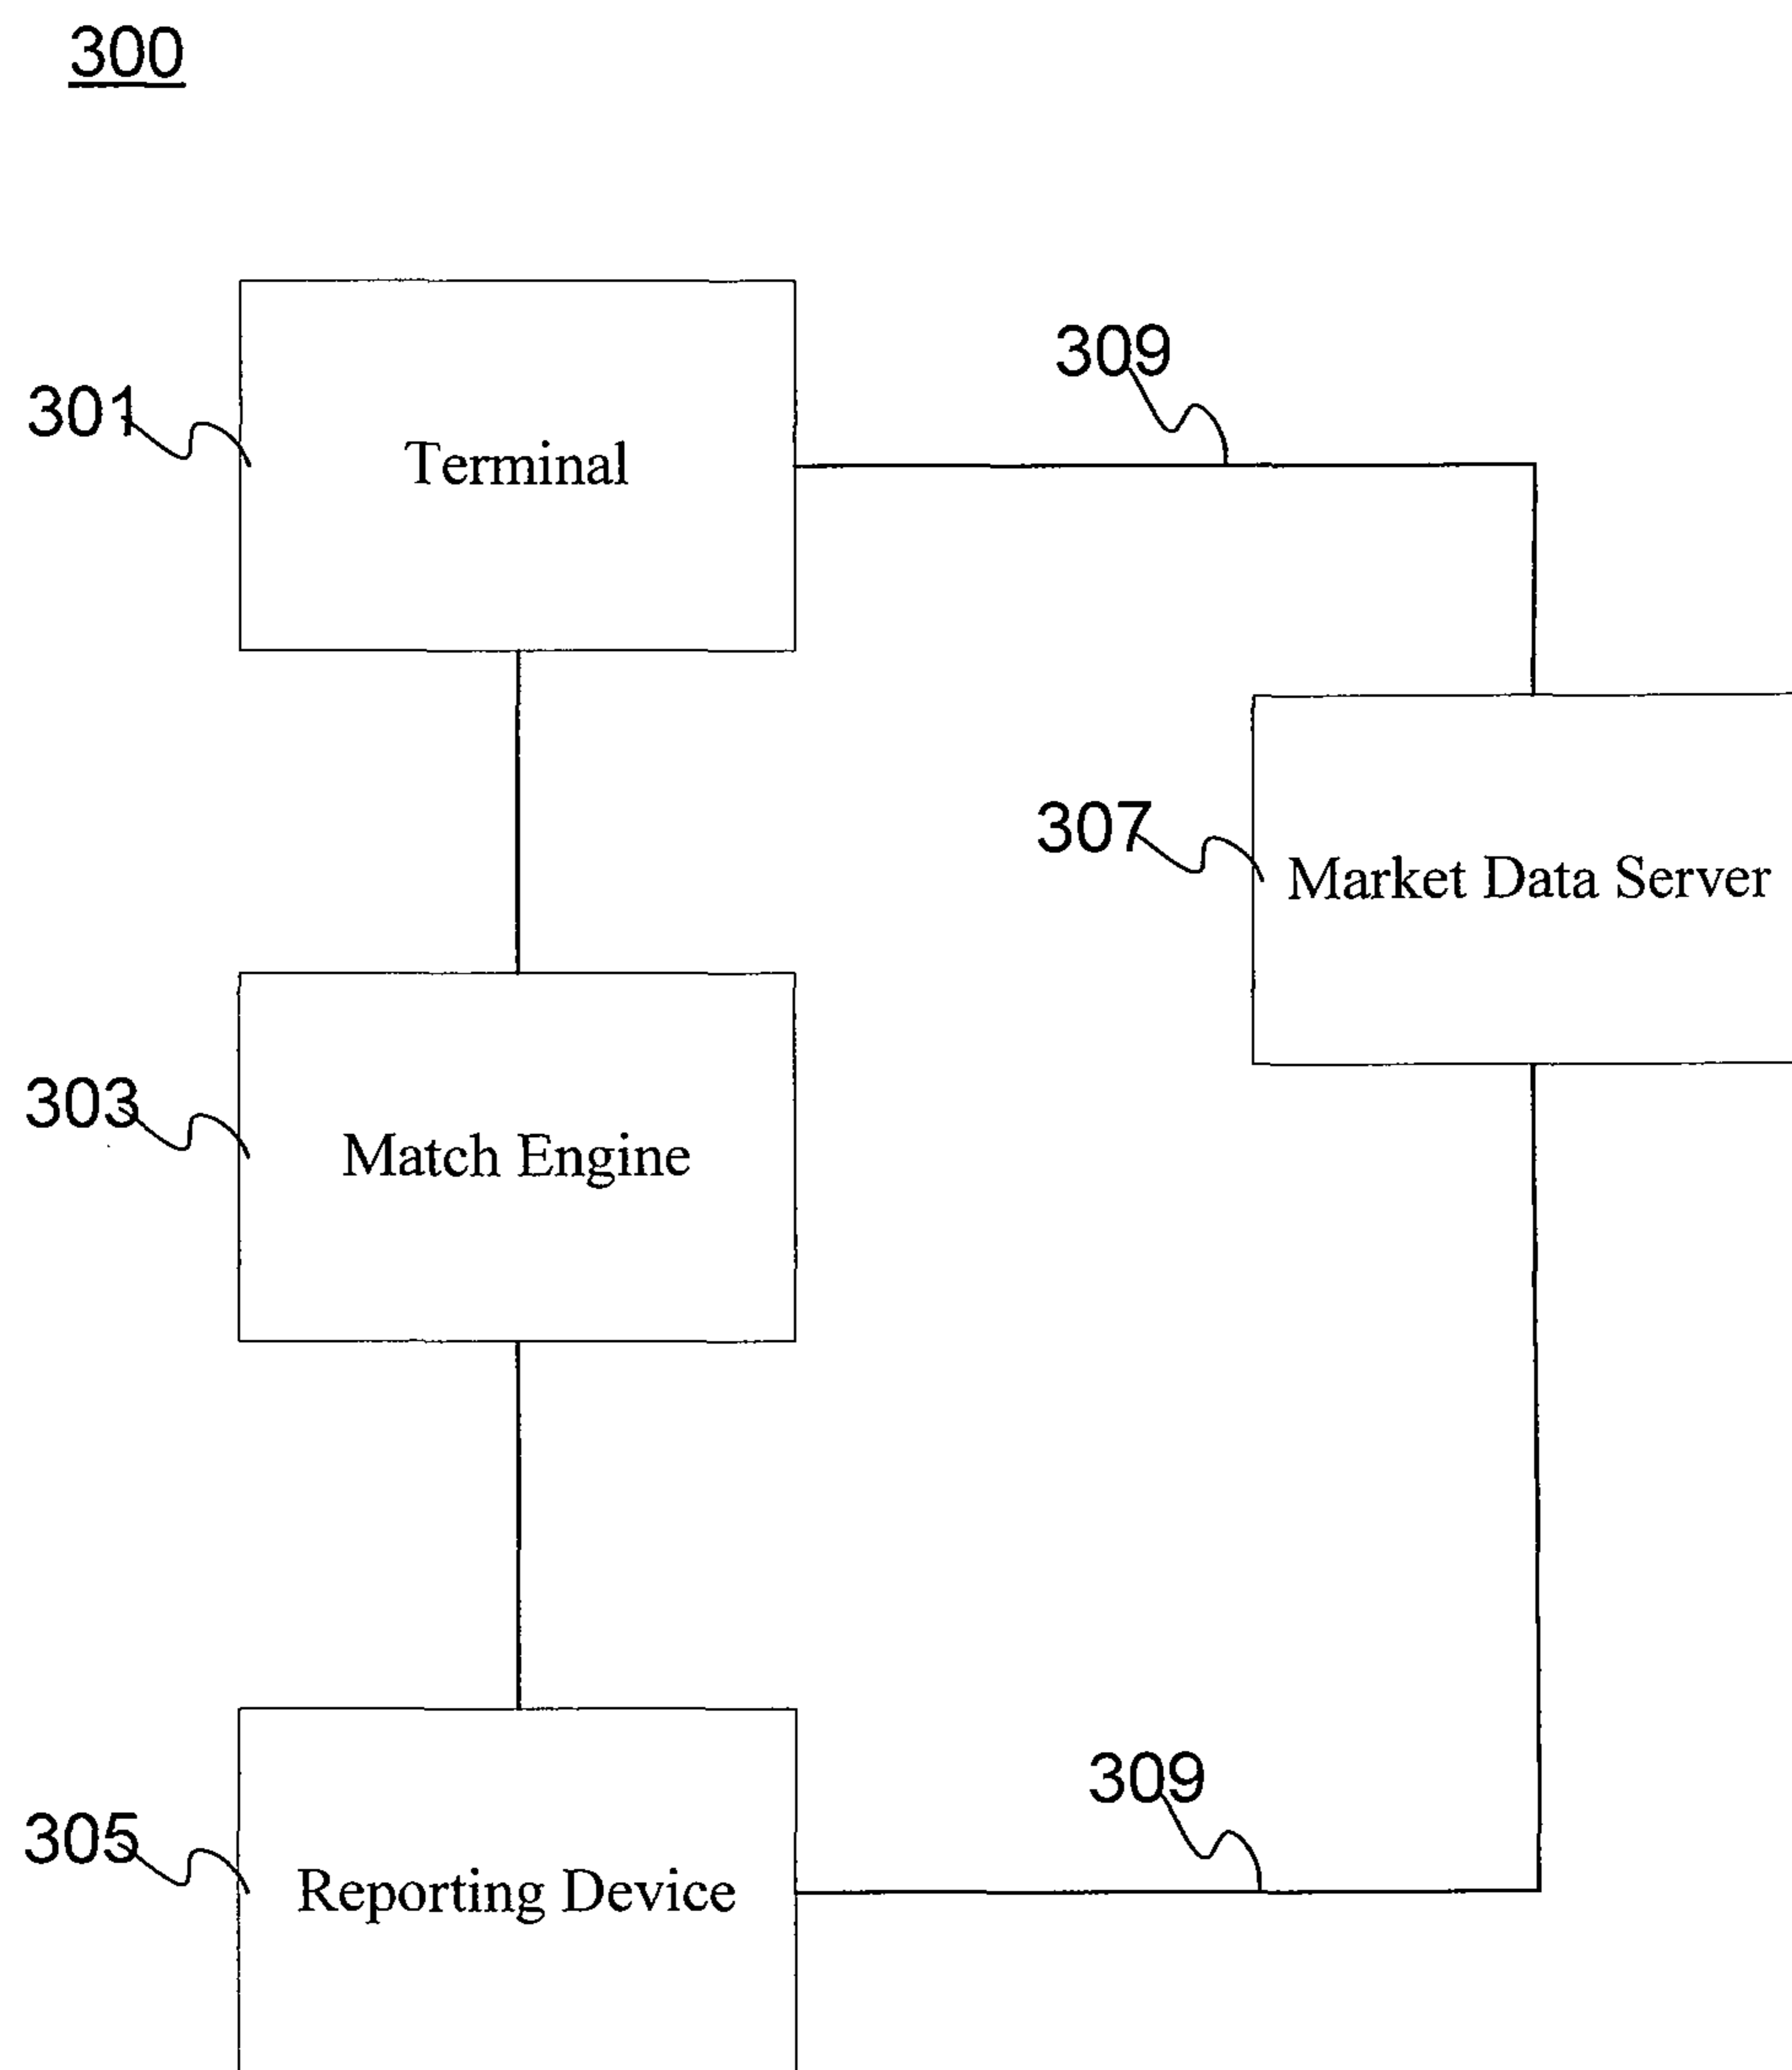 300
301
Terminal
309
307
Market Data Server
303
Match Engine
305
Reporting Device
309